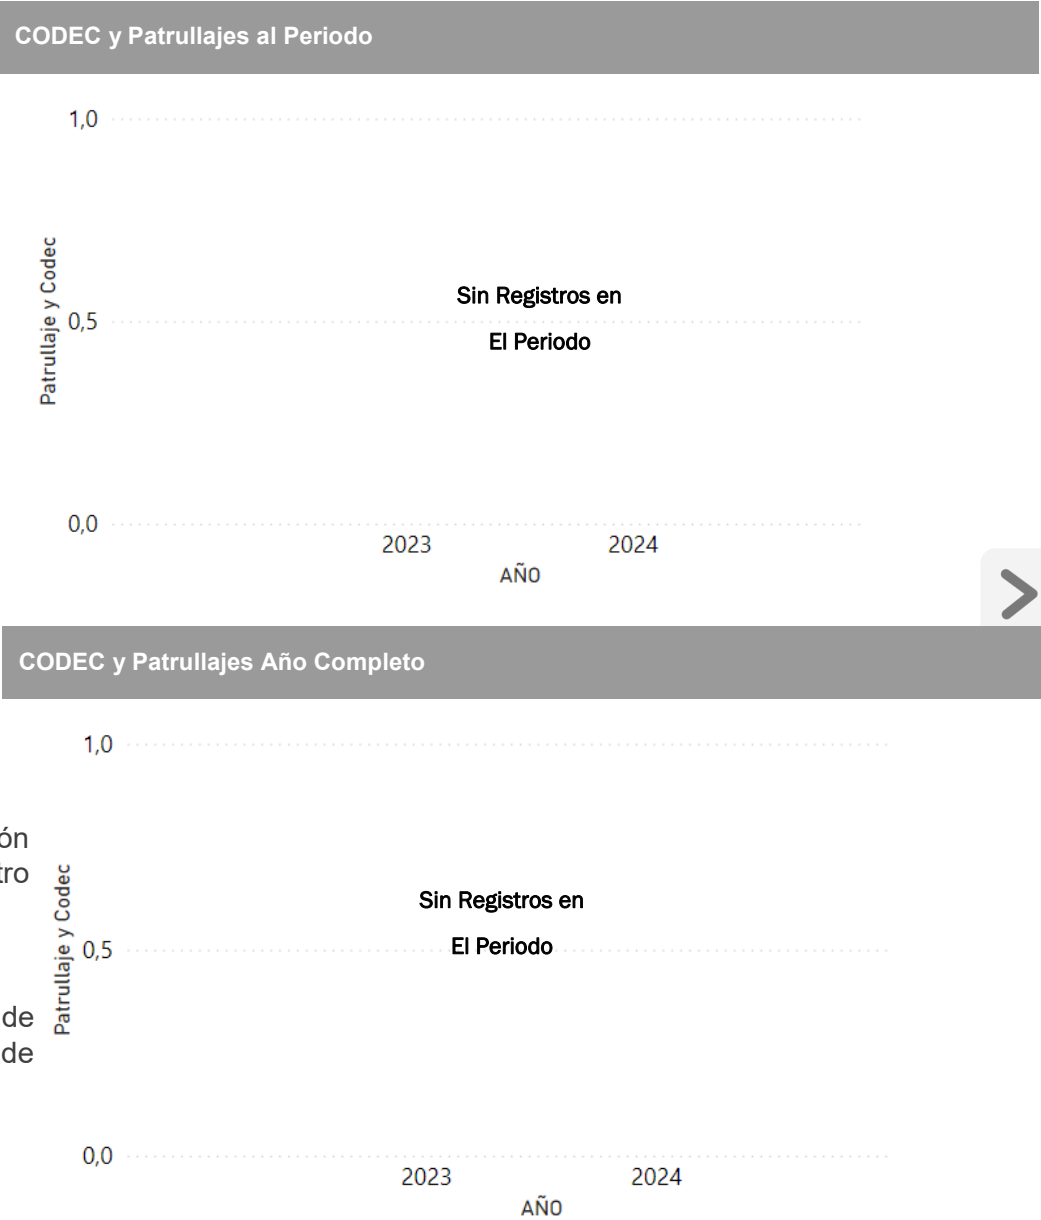 CODEC y Patrullajes al Periodo
1,0
Patrullaje y Codec
Sin Registros en
0,5
El Periodo
0,0
2023 2024
AÑO
CODEC y Patrullajes Año Completo
1,0
ón
tro
Patrullaje y Codec
Sin Registros en
0,5
El Periodo
de
de
0,0
2023 2024
AÑO